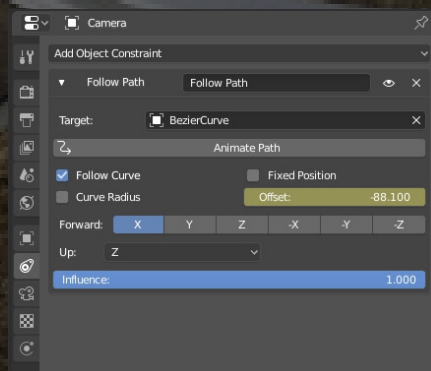 Camera
Add Object Constraint
Follow Path Follow Path
Target: BezierCurve
Animate Path
Follow Curve Fixed Position
Curve Radius Offset: -88.100
Forward: X Y Z -X -Y -Z
Up: Z
Influence: 1.000